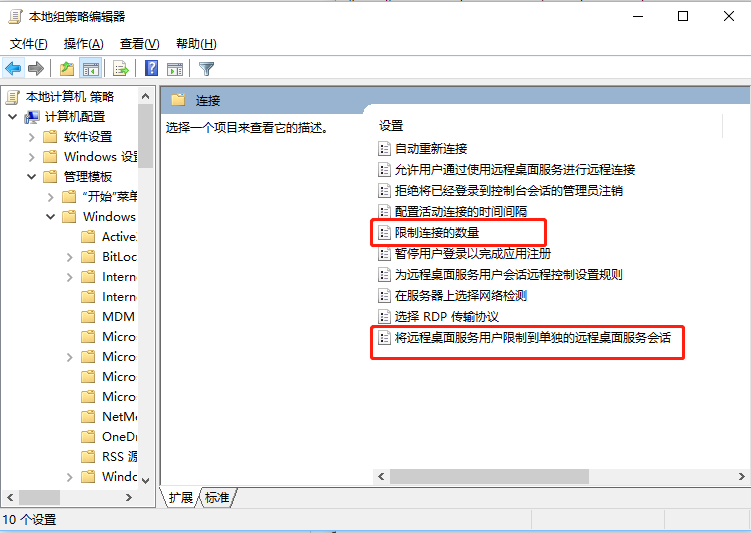 本地组策略编辑器
文件(F) 操作(A) 查看(V) 帮助(H)
本地计算机 策略
计算机配置
软件设置
Windows 设
管理模板
“开始”菜单
Windows
Active
BitLoc
Interne
Intern
MDM
Micros
Micros
Micros
Micros
NetMe
OneDr
RSS 源
Windo
连接
选择一个项目来查看它的描述。
设置
自动重新连接
允许用户通过使用远程桌面服务进行远程连接
拒绝将已经登录到控制台会话的管理员注销
配置活动连接的时间间隔
限制连接的数量
暂停用户登录以完成应用注册
为远程桌面服务用户会话远程控制设置规则
在服务器上选择网络检测
选择 RDP 传输协议
将远程桌面服务用户限制到单独的远程桌面服务会话
扩展 标准
10 个设置